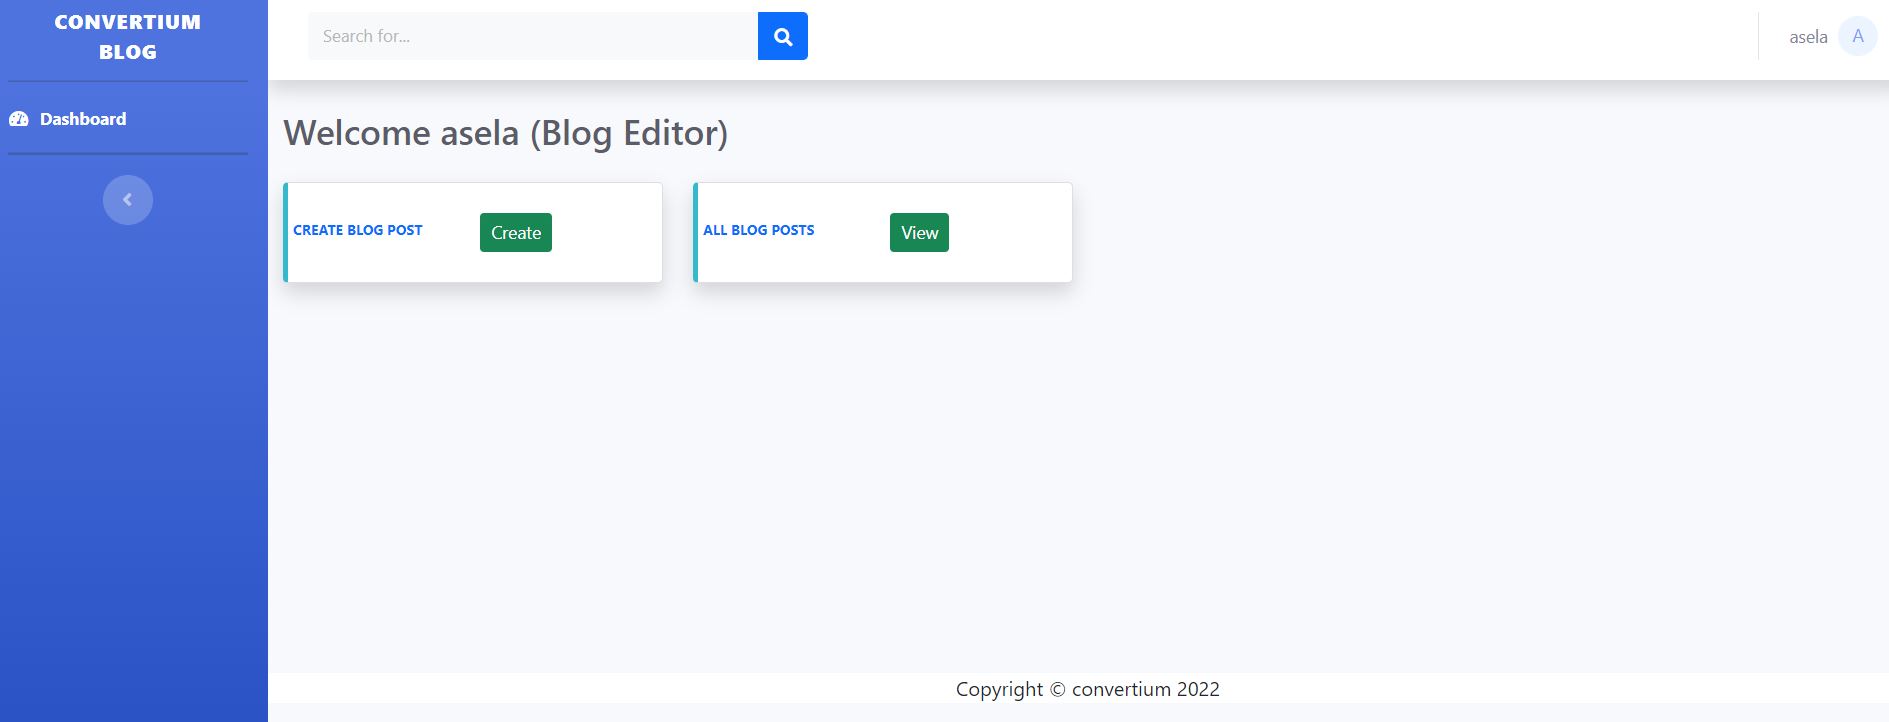 CONVERTIUM
BLOG
Dashboard
Search for...
asela A
Welcome asela (Blog Editor)
CREATE BLOG POST Create
ALL BLOG POSTS View
Copyright © convertium 2022